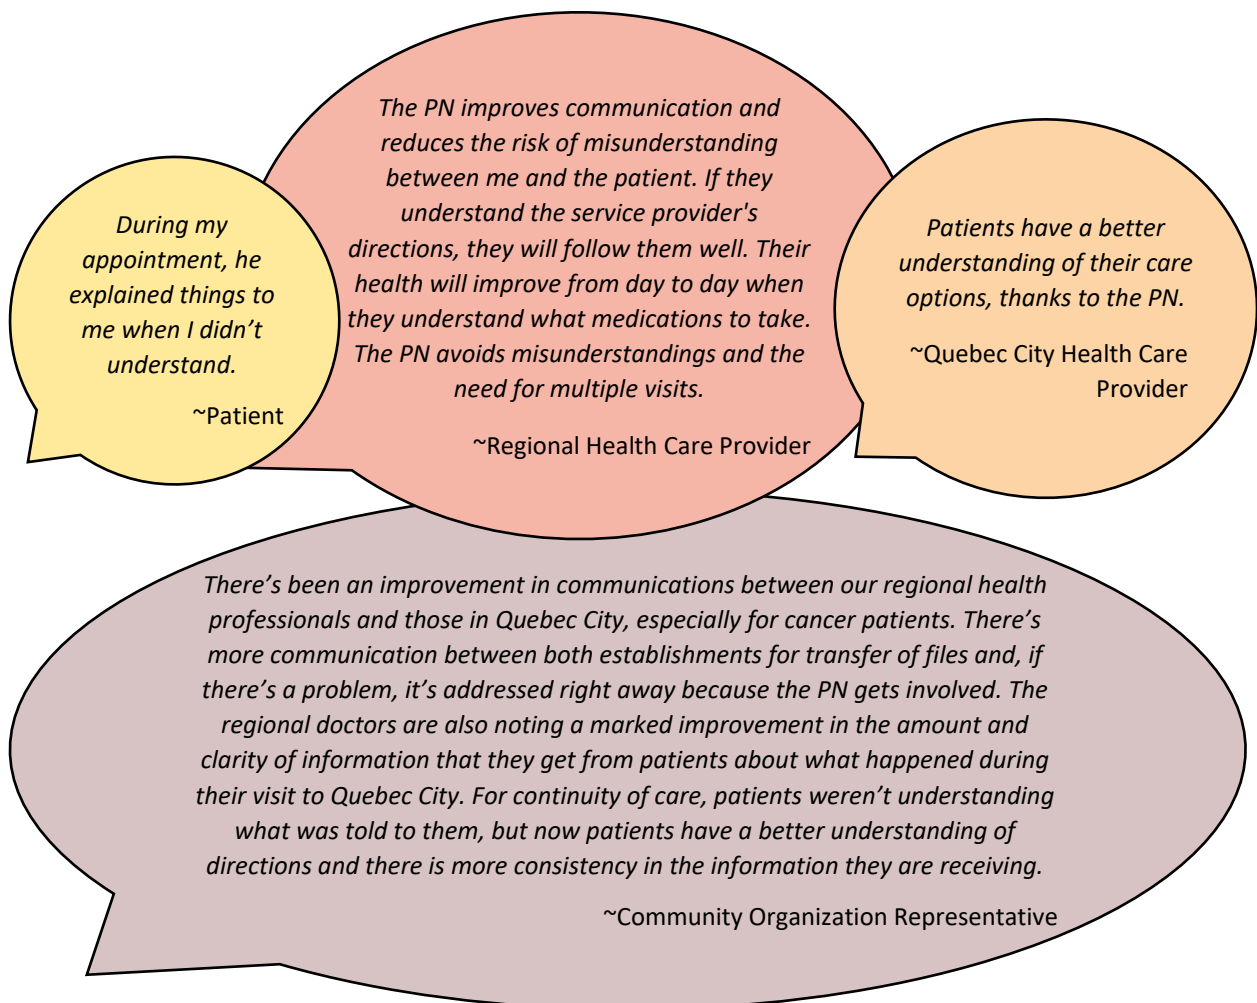 During my
appointment, he
explained things to
me when I didn’t
understand.
~Patient
The PN improves communication and
reduces the risk of misunderstanding
between me and the patient. If they
understand the service provider's
directions, they will follow them well. Their
health will improve from day to day when
they understand what medications to take.
The PN avoids misunderstandings and the
need for multiple visits.
~Regional Health Care Provider
Patients have a better
understanding of their care
options, thanks to the PN.
~Quebec City Health Care
Provider
There’s been an improvement in communications between our regional health
professionals and those in Quebec City, especially for cancer patients. There’s
more communication between both establishments for transfer of files and, if
there’s a problem, it’s addressed right away because the PN gets involved. The
regional doctors are also noting a marked improvement in the amount and
clarity of information that they get from patients about what happened during
their visit to Quebec City. For continuity of care, patients weren’t understanding
what was told to them, but now patients have a better understanding of
directions and there is more consistency in the information they are receiving.
~Community Organization Representative